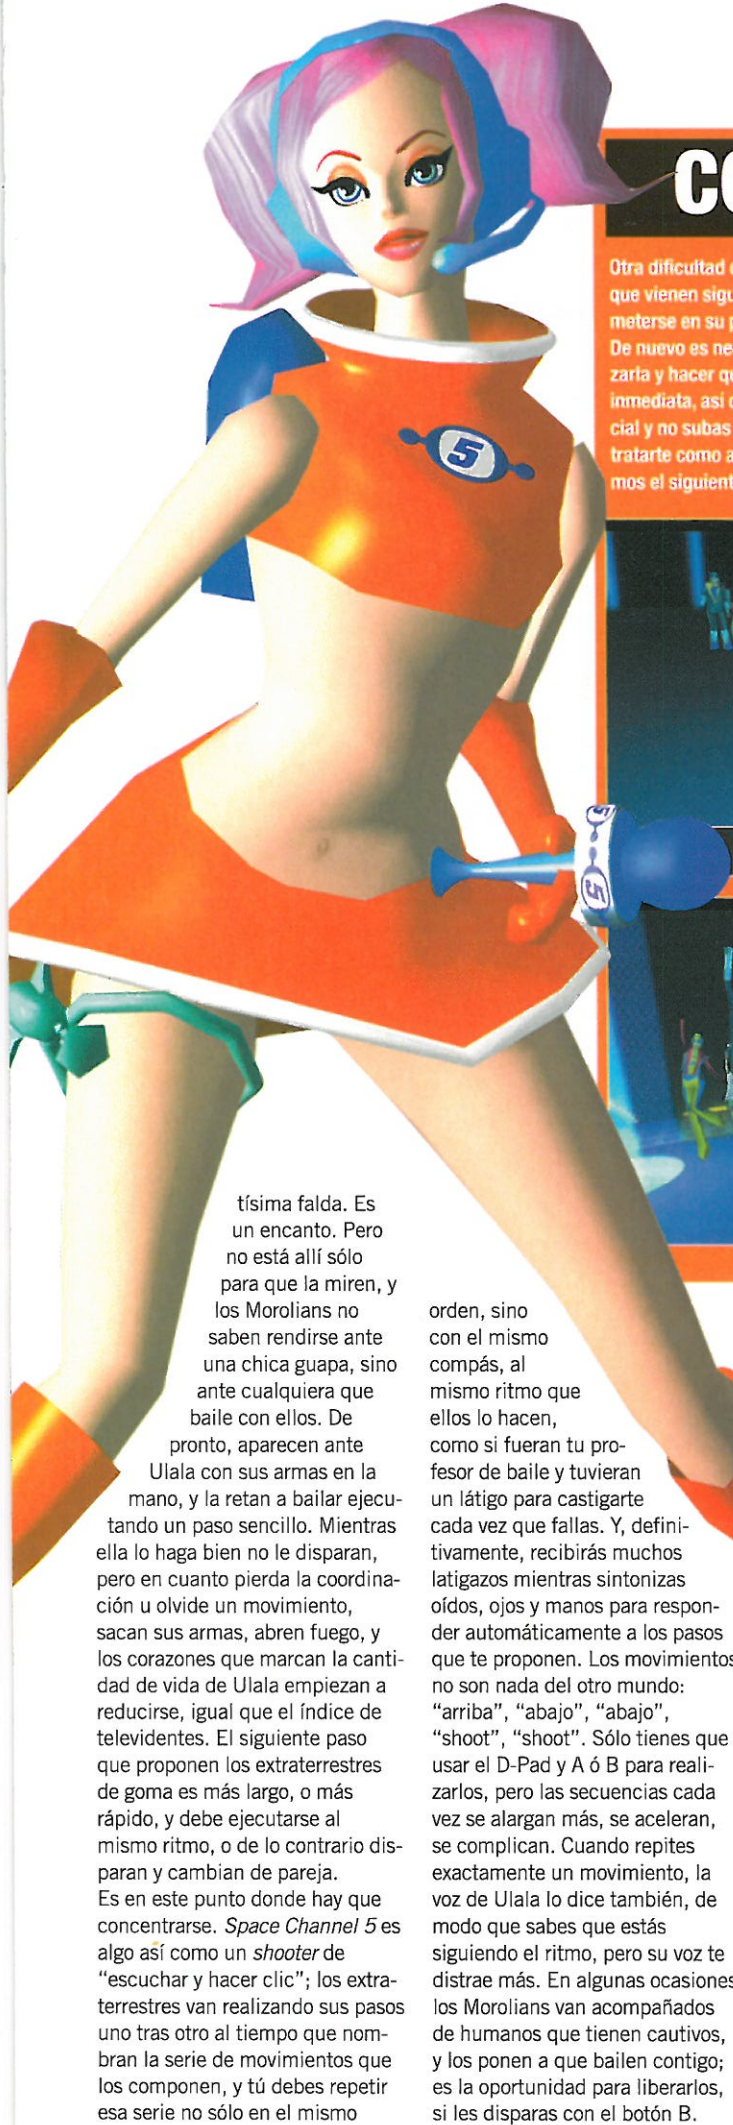 CO
Otra dificultad
que vienen sigu
meterse en su p
De nuevo es ne
zarla y hacer qu
inmediata, así
cial y no subas
tratarte como a
mos el siguient
5
5
5
tísima falda. Es
un encanto. Pero
no está allí sólo
para que la miren, y
los Morolians no
saben rendirse ante
una chica guapa, sino
ante cualquiera que
baile con ellos. De
pronto, aparecen ante
Ulala con sus armas en la
mano, y la retan a bailar ejecu-
tando un paso sencillo. Mientras
ella lo haga bien no le disparan,
pero en cuanto pierda la coordina-
ción u olvide un movimiento,
sacan sus armas, abren fuego, y
los corazones que marcan la canti-
dad de vida de Ulala empiezan a
reducirse, igual que el índice de
televidentes. El siguiente paso
que proponen los extraterrestres
de goma es más largo, o más
rápido, y debe ejecutarse al
mismo ritmo, o de lo contrario dis-
paran y cambian de pareja.
Es en este punto donde hay que
concentrarse. Space Channel 5 es
algo así como un shooter de
"escuchar y hacer clic"; los extra-
terrestres van realizando sus pasos
uno tras otro al tiempo que nom-
bran la serie de movimientos que
los componen, y tú debes repetir
esa serie no sólo en el mismo
orden, sino
con el mismo
compás, al
mismo ritmo que
ellos lo hacen,
como si fueran tu pro-
fesor de baile y tuvieran
un látigo para castigarte
cada vez que fallas. Y, defini-
tivamente, recibirás muchos
latigazos mientras sintonizas
oídos, ojos y manos para respon-
der automáticamente a los pasos
que te proponen. Los movimientos
no son nada del otro mundo:
"arriba", "abajo", "abajo",
"shoot", "shoot". Sólo tienes que
usar el D-Pad y A ó B para reali-
zarlos, pero las secuencias cada
vez se alargan más, se aceleran,
se complican. Cuando repites
exactamente un movimiento, la
voz de Ulala lo dice también, de
modo que sabes que estás
siguiendo el ritmo, pero su voz te
distrae más. En algunas ocasiones
los Morolians van acompañados
de humanos que tienen cautivos,
y los ponen a que bailen contigo;
es la oportunidad para liberarlos,
si les disparas con el botón B.